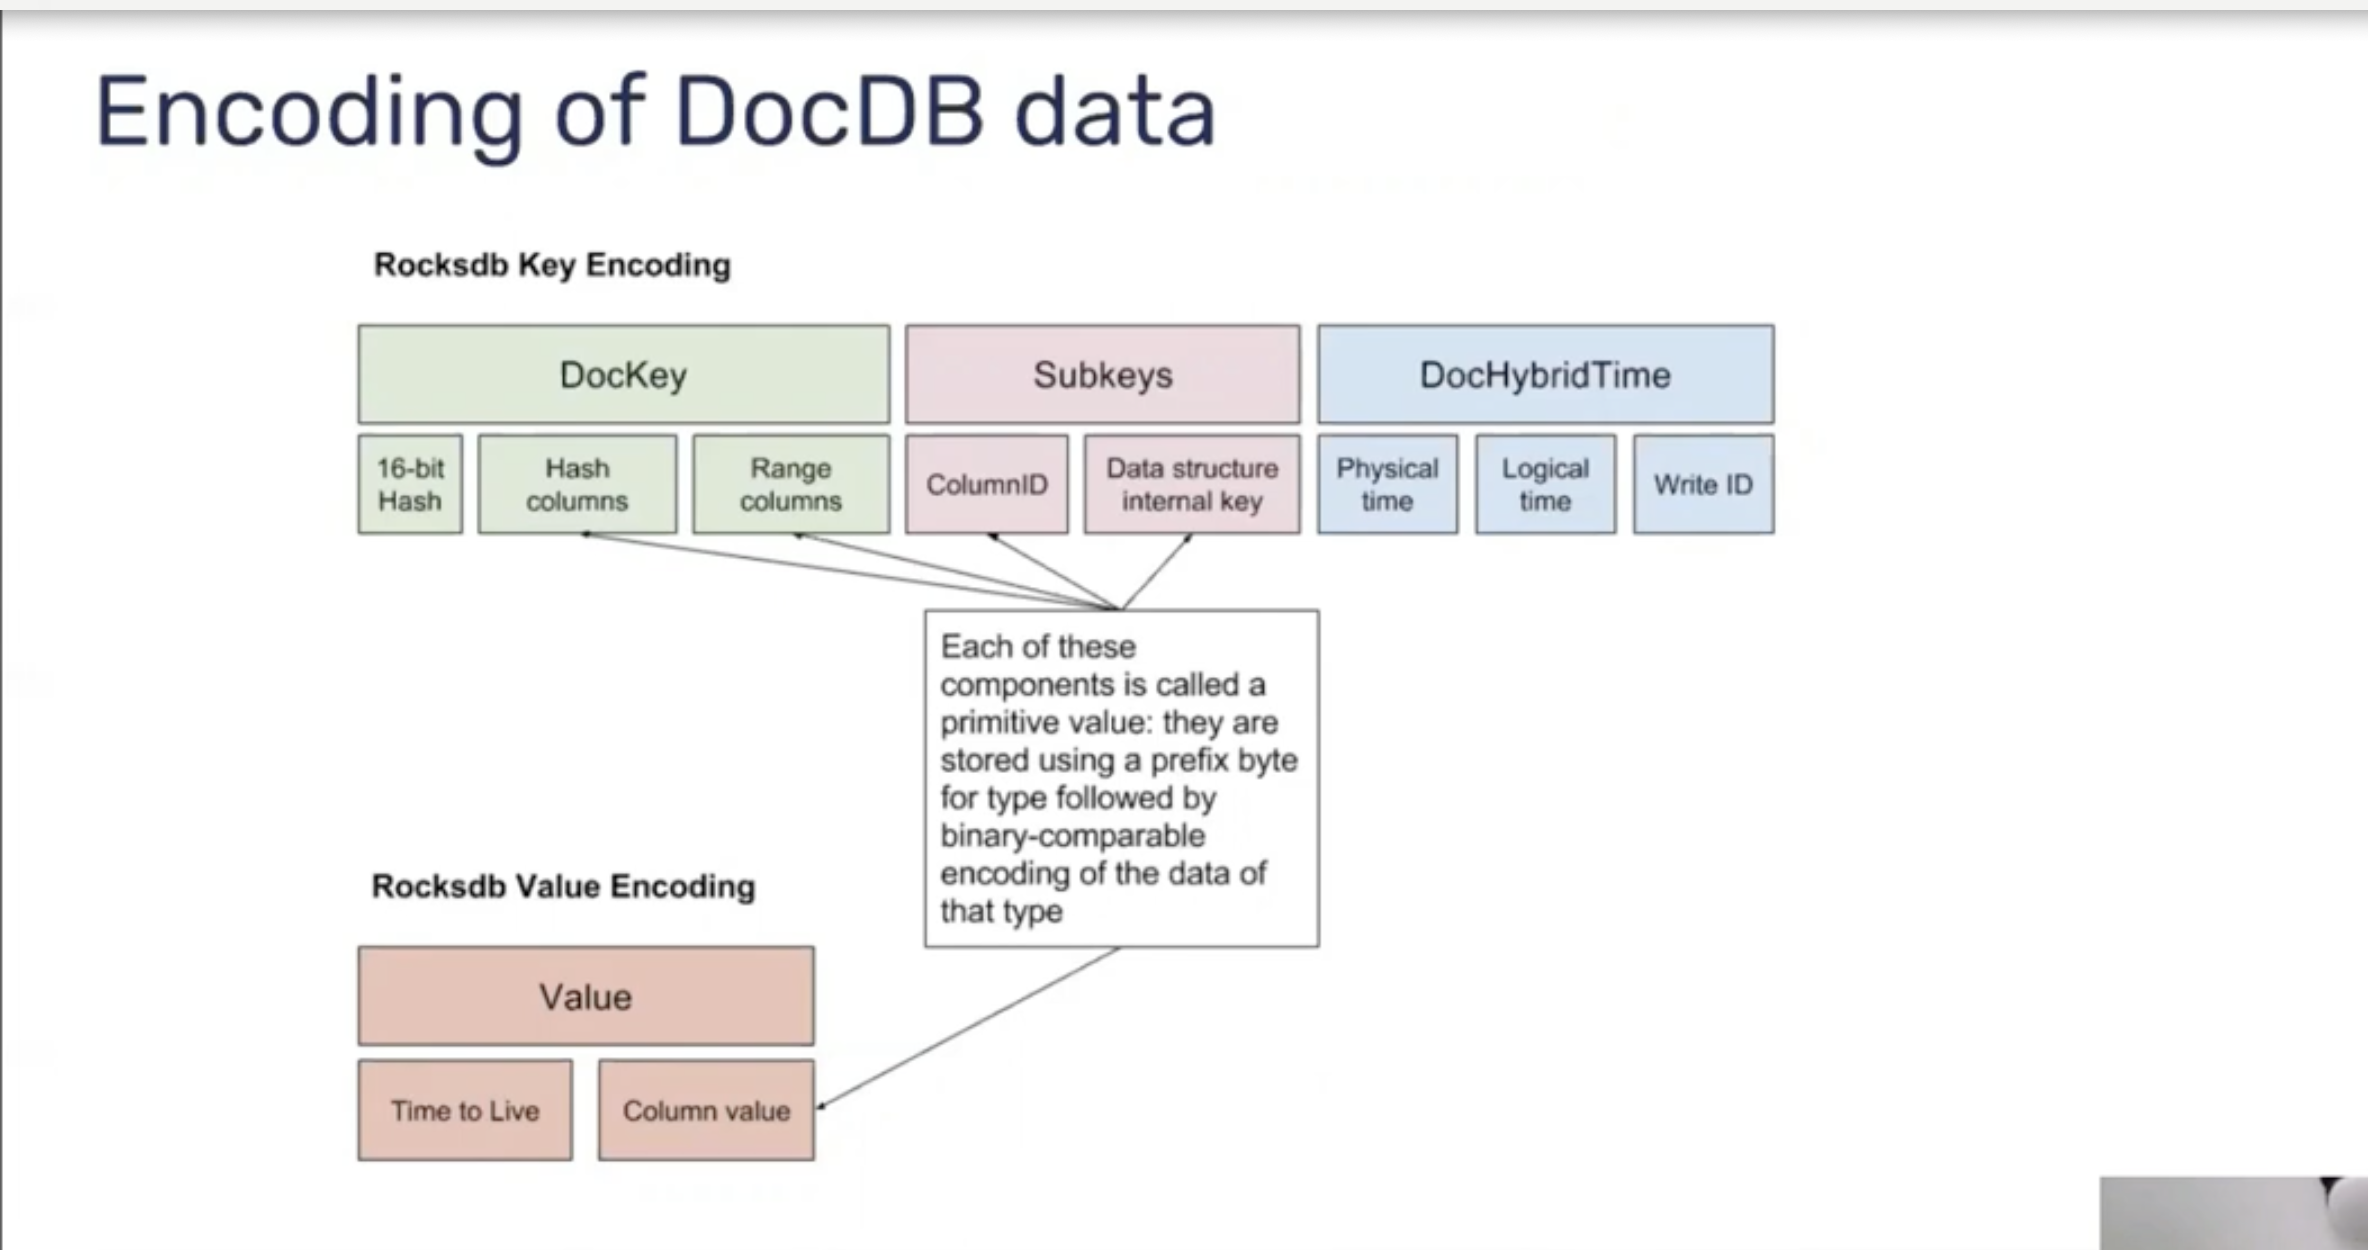 Encoding of DocDB data
Rocksdb Key Encoding
DocKey
Subkeys
DocHybridTime
16-bit
Hash
Hash
columns
Range
columns
ColumnID
Data structure
internal key
Physical
time
Logical
time
Write ID
Each of these
components is called a
primitive value: they are
stored using a prefix byte
for type followed by
binary-comparable
encoding of the data of
that type
Rocksdb Value Encoding
Value
Time to Live
Column value